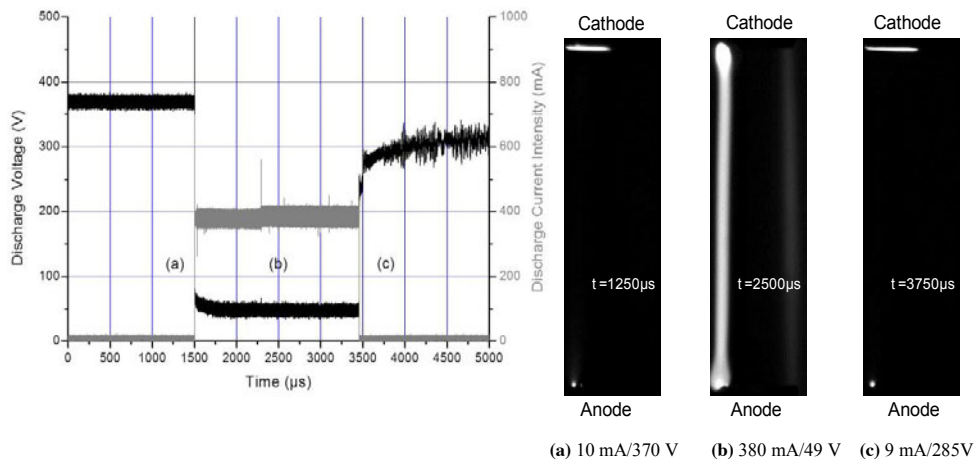 500
400
300
200
100
0
Discharge Voltage (V)
1000
800
600
400
200
0
Discharge Current Intensity (mA)
(a)
(b)
(c)
0 500 1000 1500 2000 2500 3000 3500 4000 4500 5000
Time (µs)
Cathode
t =1250µs
Anode
(a) 10 mA/370 V
Cathode
t =2500µs
Anode
(b) 380 mA/49 V
Cathode
t =3750µs
Anode
(c) 9 mA/285V